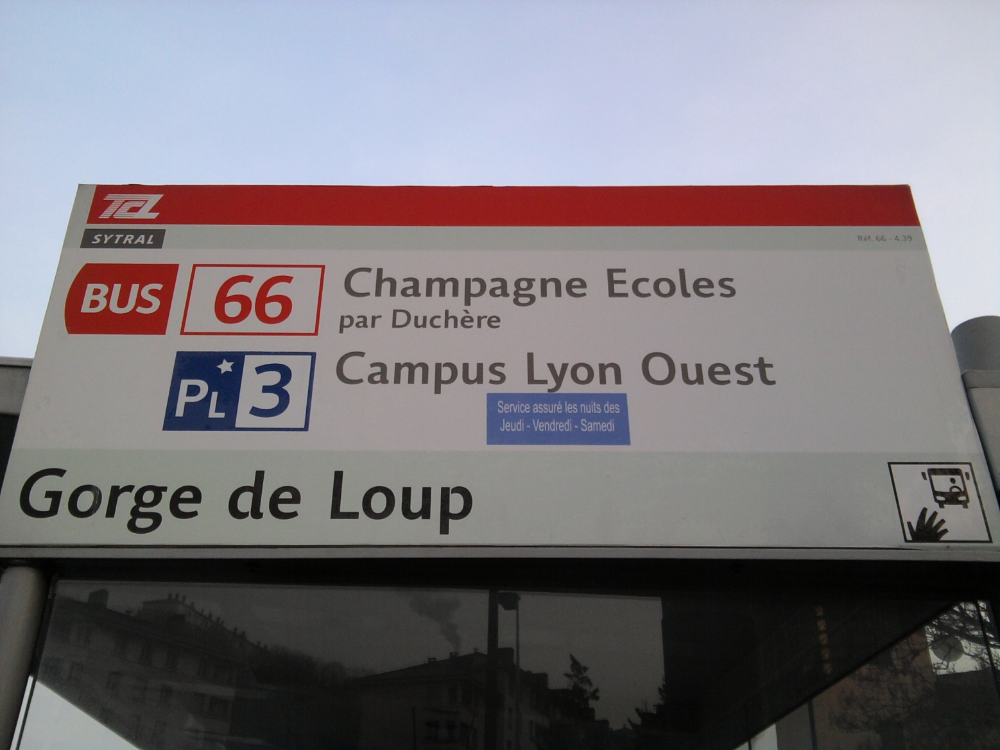 TCL
SYTRAL
Réf. 66 - 4.39
BUS 66 Champagne Ecoles
par Duchère
PL 3 Campus Lyon Ouest
Service assuré les nuits des
Jeudi - Vendredi - Samedi
Gorge de Loup